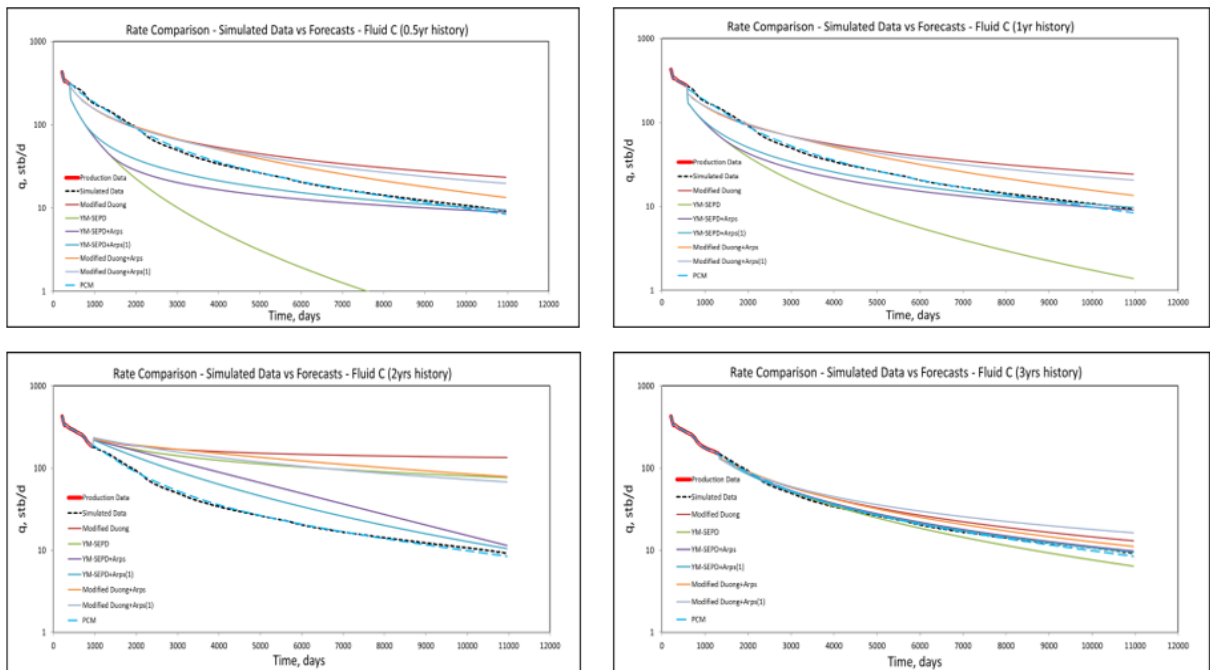 Rate Comparison - Simulated Data vs Forecasts - Fluid C (0.5yr history)
1000
100
10
1
q, stb/d
Production Data
Simulated Data
Modified Duong
YM-SEPD
YM-SEPD+Arps
YM-SEPD+Arps(1)
Modified Duong+Arps
Modified Duong+Arps(1)
PCM
0 1000 2000 3000 4000 5000 6000 7000 8000 9000 10000 11000 12000
Time, days
Rate Comparison - Simulated Data vs Forecasts - Fluid C (1yr history)
1000
100
10
1
q, stb/d
Production Data
Simulated Data
Modified Duong
YM-SEPD
YM-SEPD+Arps
YM-SEPD+Arps(1)
Modified Duong+Arps
Modified Duong+Arps(1)
PCM
0 1000 2000 3000 4000 5000 6000 7000 8000 9000 10000 11000 12000
Time, days
Rate Comparison - Simulated Data vs Forecasts - Fluid C (2yrs history)
1000
100
10
1
q, stb/d
Production Data
Simulated Data
Modified Duong
YM-SEPD
YM-SEPD+Arps
YM-SEPD+Arps(1)
Modified Duong+Arps
Modified Duong+Arps(1)
PCM
0 1000 2000 3000 4000 5000 6000 7000 8000 9000 10000 11000 12000
Time, days
Rate Comparison - Simulated Data vs Forecasts - Fluid C (3yrs history)
1000
100
10
1
q, stb/d
Production Data
Simulated Data
Modified Duong
YM-SEPD
YM-SEPD+Arps
YM-SEPD+Arps(1)
Modified Duong+Arps
Modified Duong+Arps(1)
PCM
0 1000 2000 3000 4000 5000 6000 7000 8000 9000 10000 11000 12000
Time, days